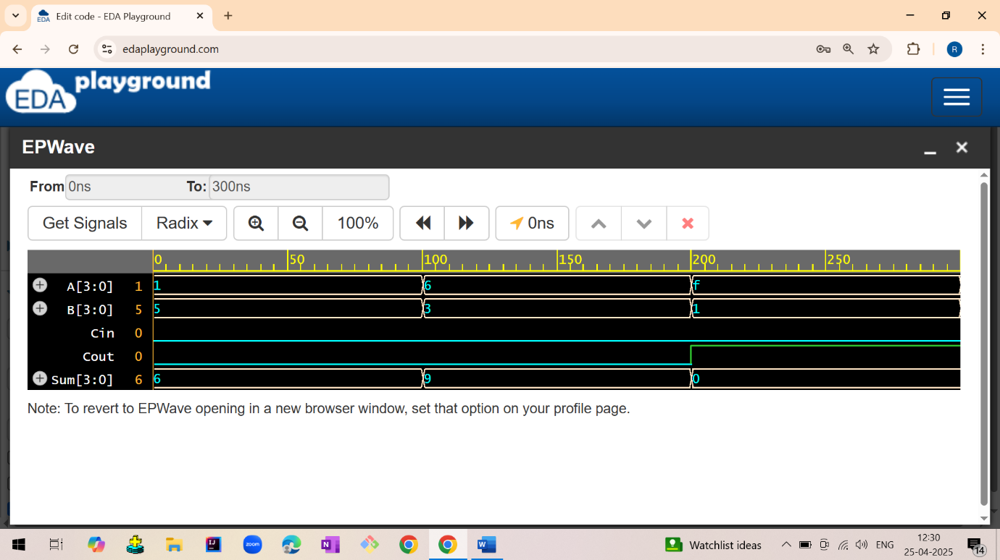 Edit code - EDA Playground
EDA
edaplayground.com
R
EDA playground
EPWave
From 0ns To: 300ns
Get Signals Radix 100% 0ns
0 50 100 150 200 250
A[3:0] 1 1 6 f
B[3:0] 5 5 3 1
Cin 0
Cout 0
Sum[3:0] 6 6 9 0
Note: To revert to EPWave opening in a new browser window, set that option on your profile page.
IJ zoom N W Watchlist ideas ENG 12:30
25-04-2025 14